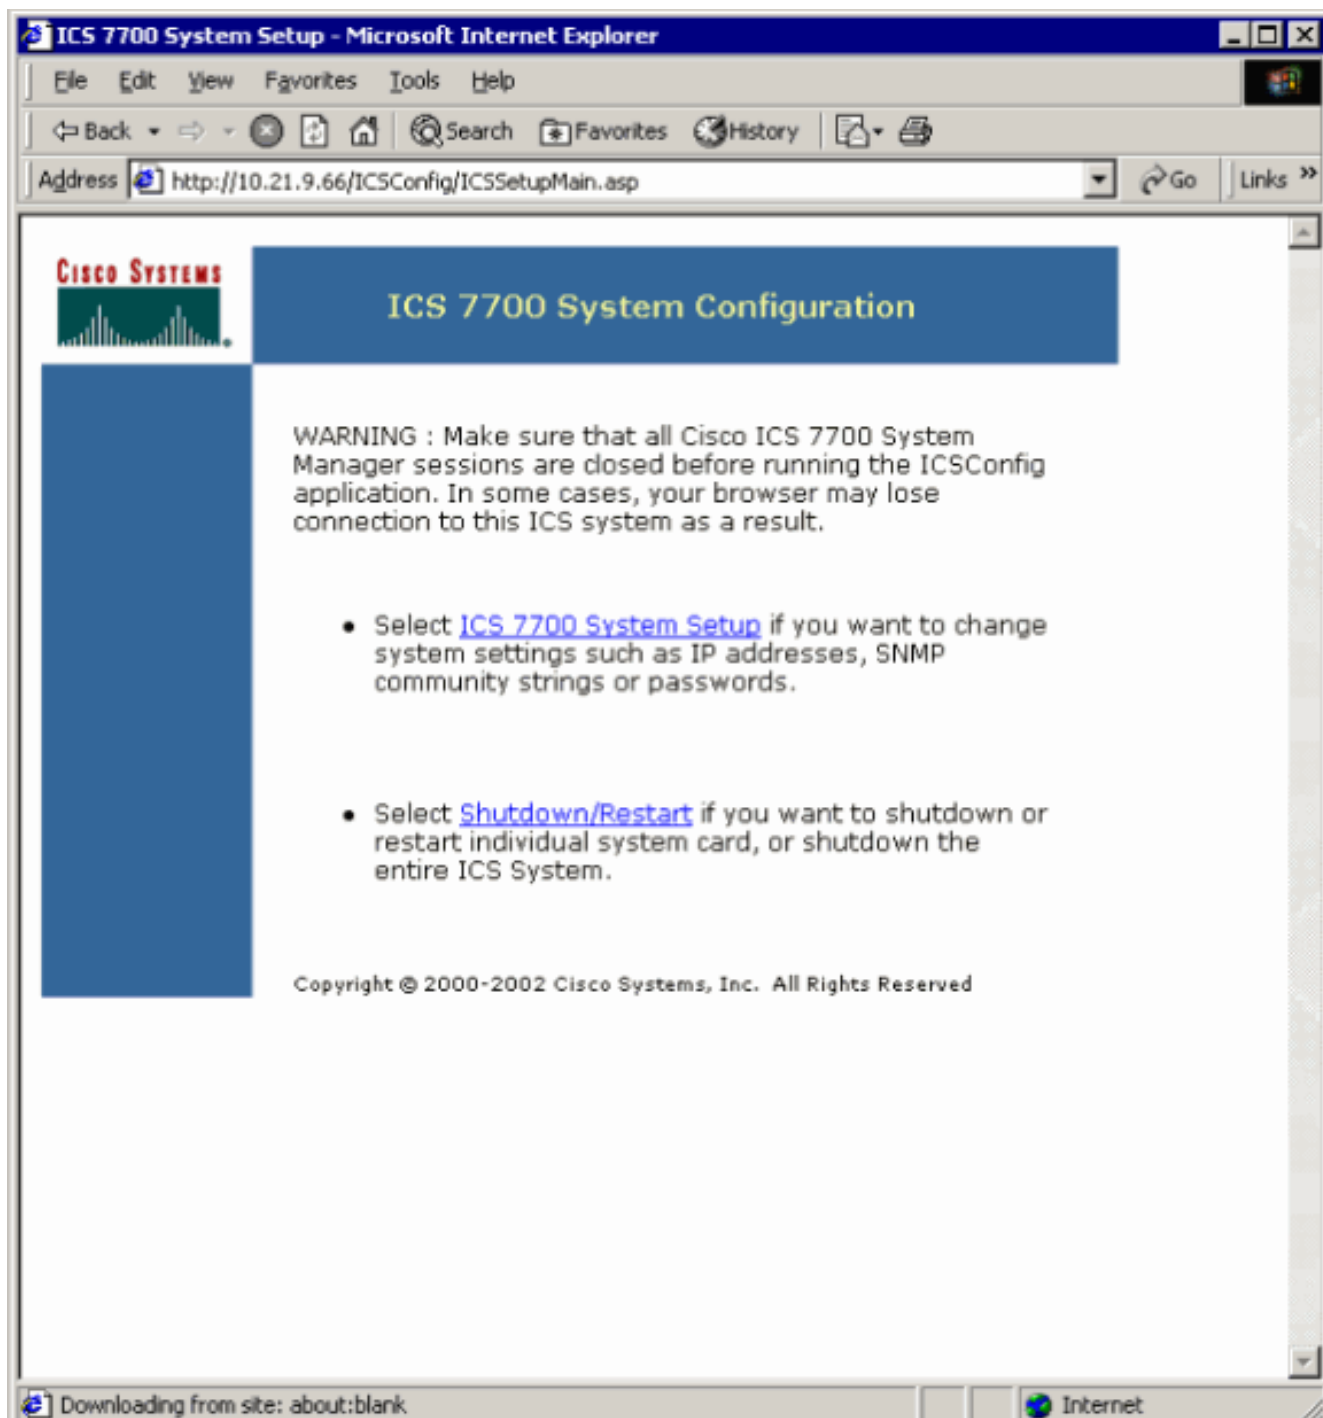 ICS 7700 System Setup - Microsoft Internet Explorer
File Edit View Favorites Tools Help
Back Search Favorites History
Address http://10.21.9.66/ICSConfig/ICSSetupMain.asp Go Links »
CISCO SYSTEMS
ICS 7700 System Configuration
WARNING : Make sure that all Cisco ICS 7700 System
Manager sessions are closed before running the ICSConfig
application. In some cases, your browser may lose
connection to this ICS system as a result.
• Select ICS 7700 System Setup if you want to change
system settings such as IP addresses, SNMP
community strings or passwords.
• Select Shutdown/Restart if you want to shutdown or
restart individual system card, or shutdown the
entire ICS System.
Copyright © 2000-2002 Cisco Systems, Inc. All Rights Reserved
Downloading from site: about:blank Internet